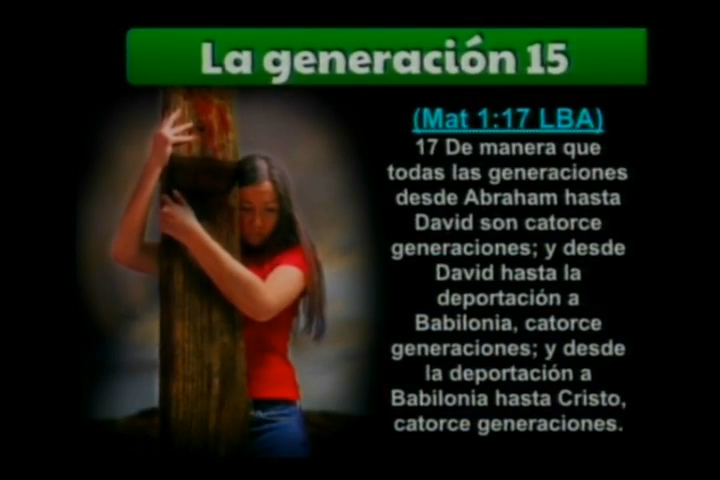 La generación 15
(Mat 1:17 LBA)
17 De manera que
todas las generaciones
desde Abraham hasta
David son catorce
generaciones; y desde
David hasta la
deportación a
Babilonia, catorce
generaciones; y desde
la deportación a
Babilonia hasta Cristo,
catorce generaciones.